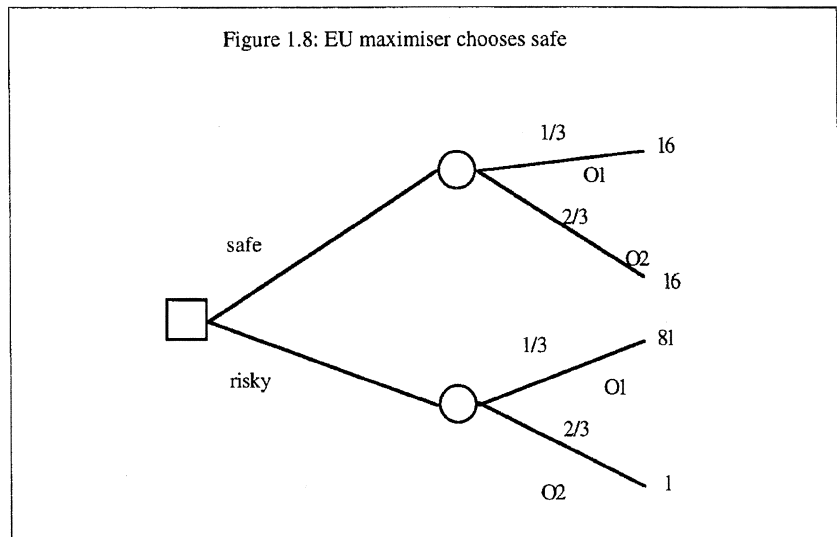 Figure 1.8: EU maximiser chooses safe
1/3
16
O1
2/3
safe
O2
16
81
1/3
risky
O1
2/3
O2
1